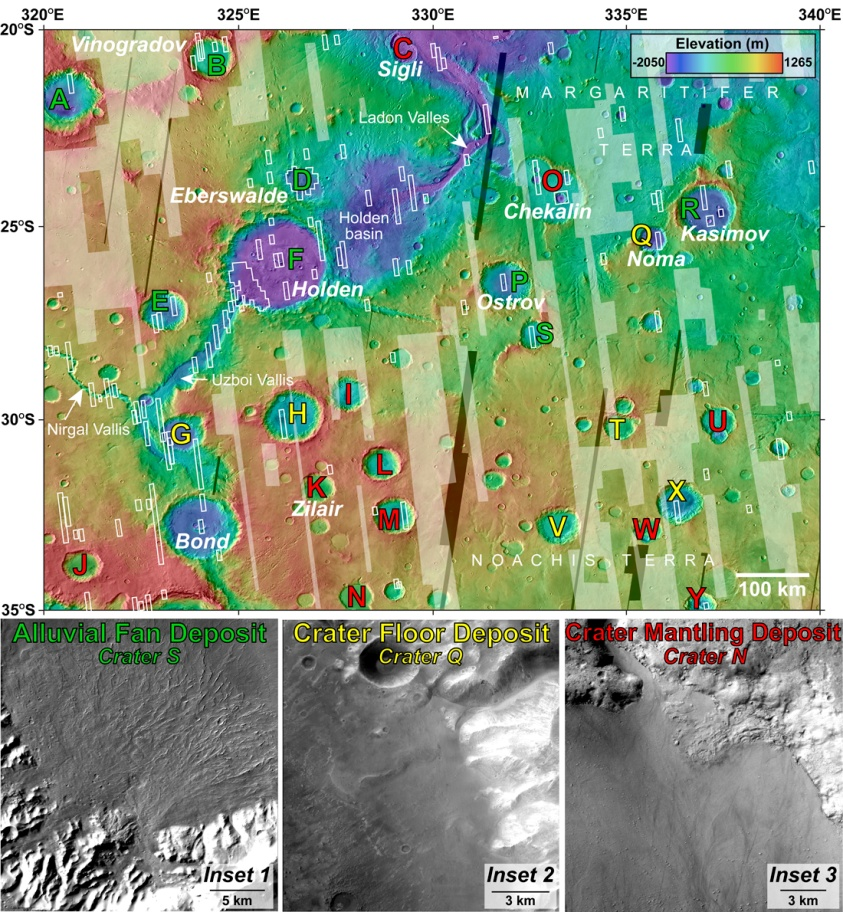 320°E 325°E 330°E 335°E 340°E
20°S
Vinogradov
B
C
Sigli
Elevation (m)
-2050 1265
A
MARGARITIFER
Ladon Valles
TERRA
D
Eberswalde
O
Chekalin
R
Kasimov
Holden
basin
25°S
Q
Noma
F
Holden
P
Ostrov
E
S
Uzboi Vallis
I
Nirgal Vallis
30°S
H
G
T
U
L
K
Zilair
X
M
V
W
Bond
NOACHIS TERRA
J
100 km
N
Y
35°S
Alluvial Fan Deposit
Crater S
Inset 1
5 km
Crater Floor Deposit
Crater Q
Inset 2
3 km
Crater Mantling Deposit
Crater N
Inset 3
3 km